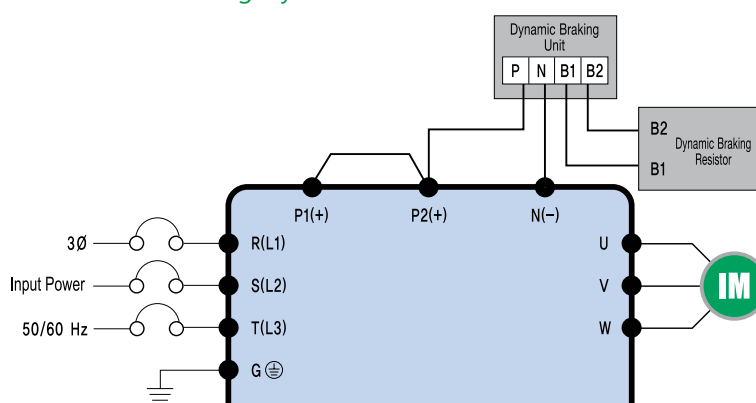 Dynamic Braking
Unit
P N B1 B2
B2
Dynamic Braking
Resistor
B1
P1(+) P2(+) N(−)
3Ø R(L1) U
Input Power S(L2) V IM
50/60 Hz T(L3) W
G